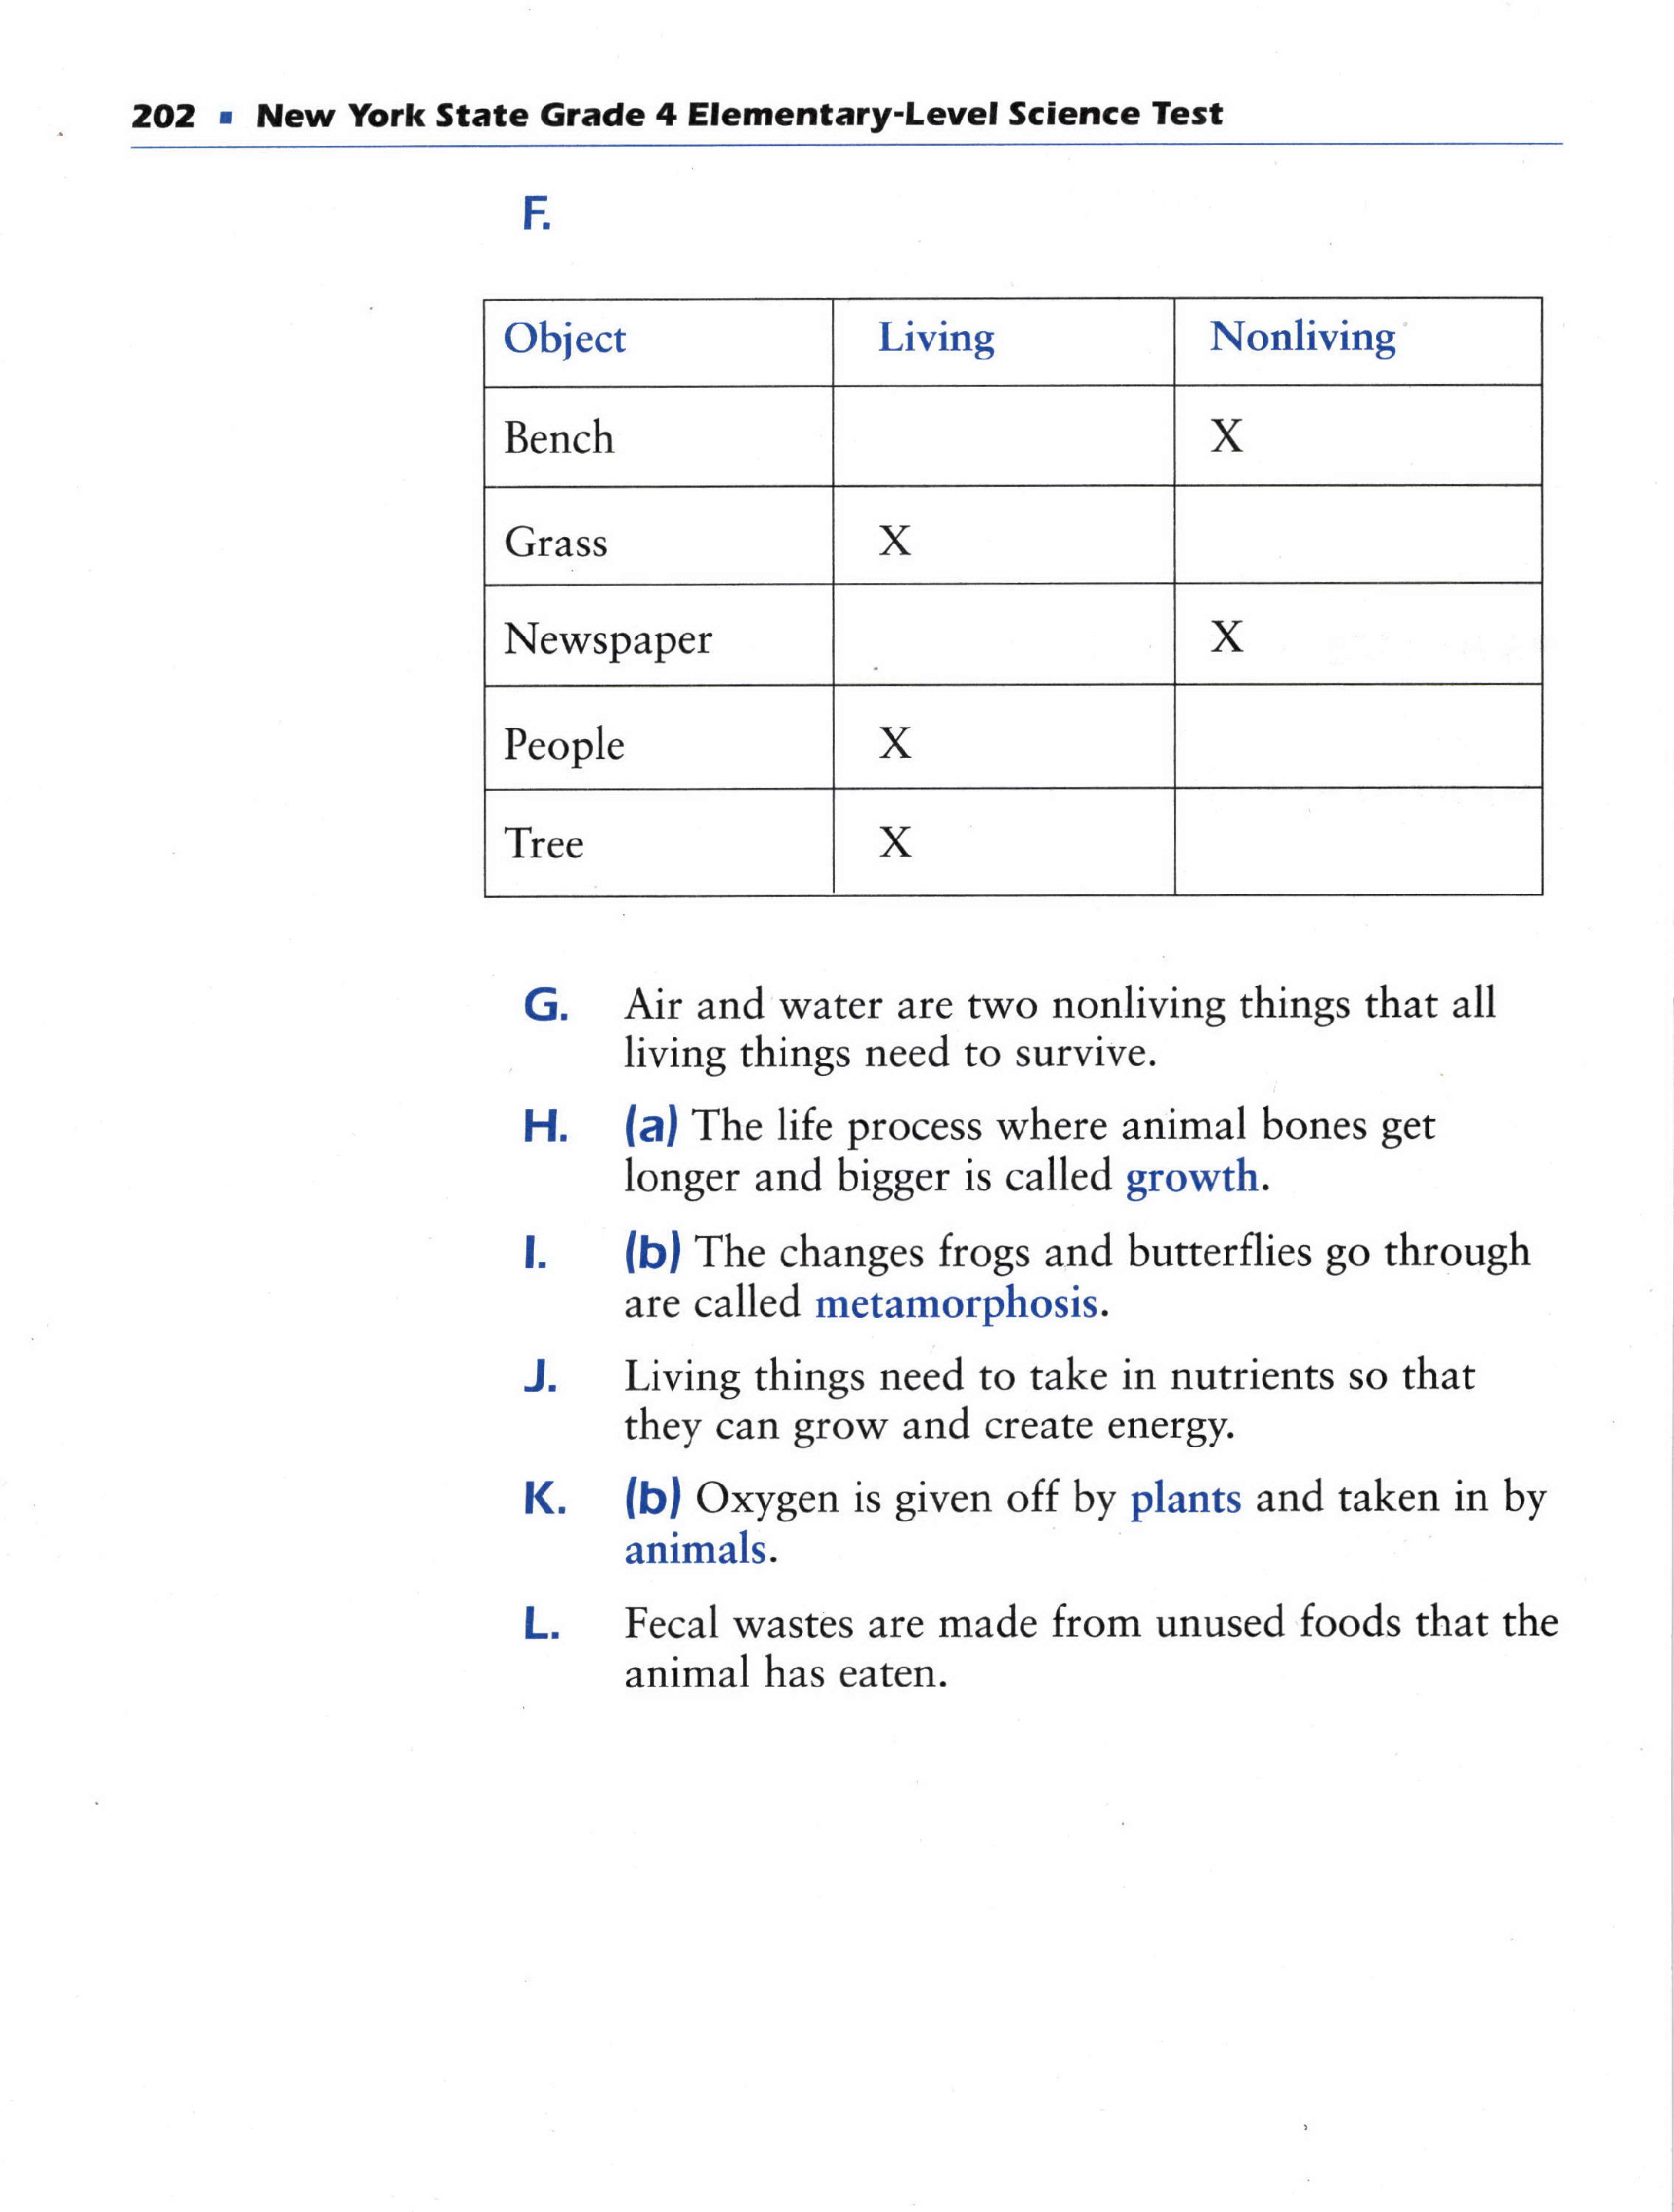 202 ▪ New York State Grade 4 Elementary-Level Science Test
F.
Object Living Nonliving
Bench X
Grass X
Newspaper X
People X
Tree X
G. Air and water are two nonliving things that all
living things need to survive.
H. (a) The life process where animal bones get
longer and bigger is called growth.
I. (b) The changes frogs and butterflies go through
are called metamorphosis.
J. Living things need to take in nutrients so that
they can grow and create energy.
K. (b) Oxygen is given off by plants and taken in by
animals.
L. Fecal wastes are made from unused foods that the
animal has eaten.